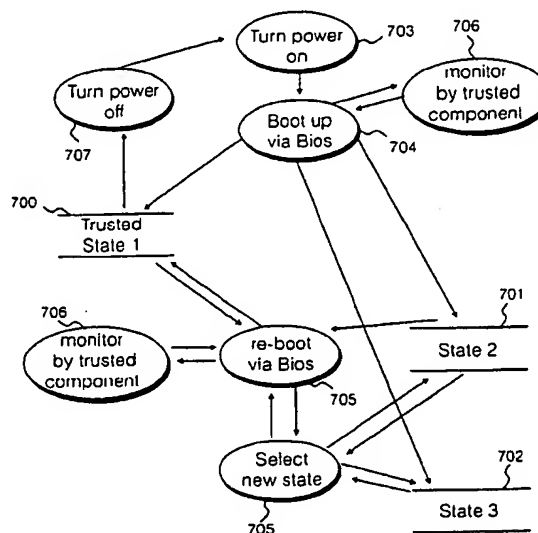 Turn power
on
703
706
monitor
by trusted
component
Turn power
off
707
Boot up
via Bios
704
700
Trusted
State 1
701
State 2
706
monitor
by trusted
component
re-boot
via Bios
705
Select
new state
705
702
State 3